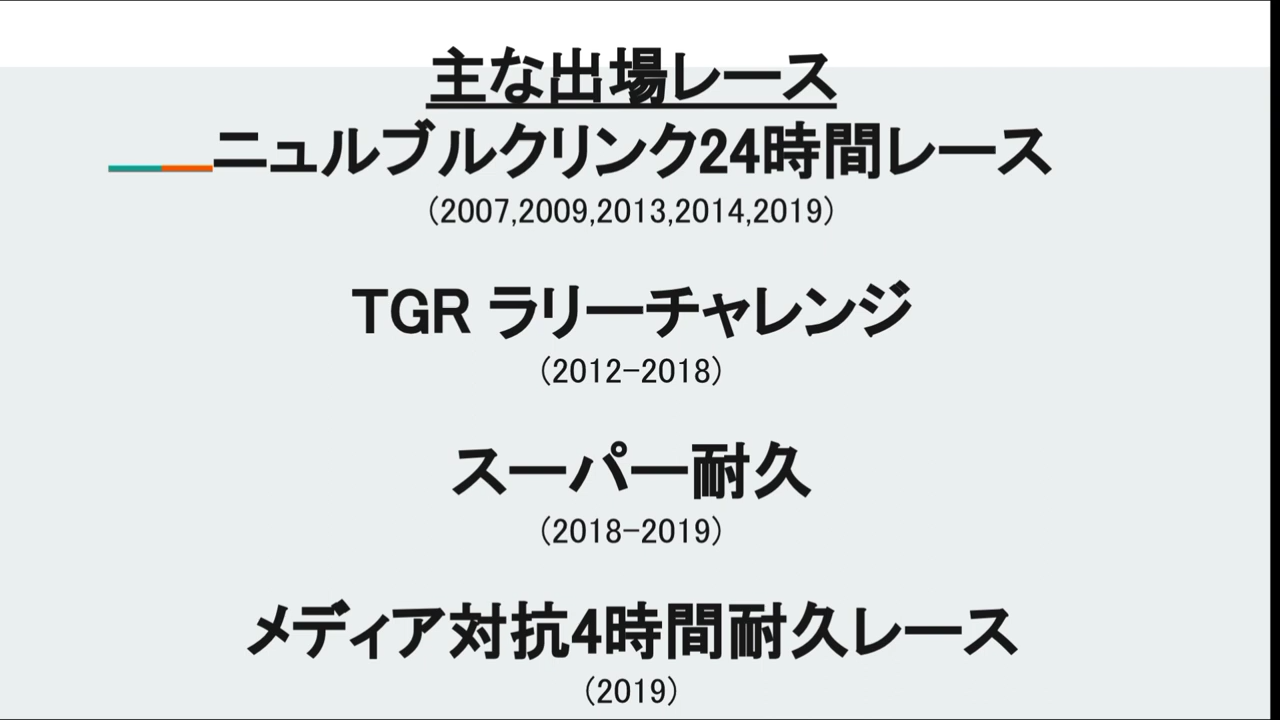 主な出場レース
ニュルブルクリンク24時間レース
（2007,2009,2013,2014,2019）
TGR ラリーチャレンジ
（2012-2018）
スーパー耐久
（2018-2019）
メディア対抗4時間耐久レース
（2019）